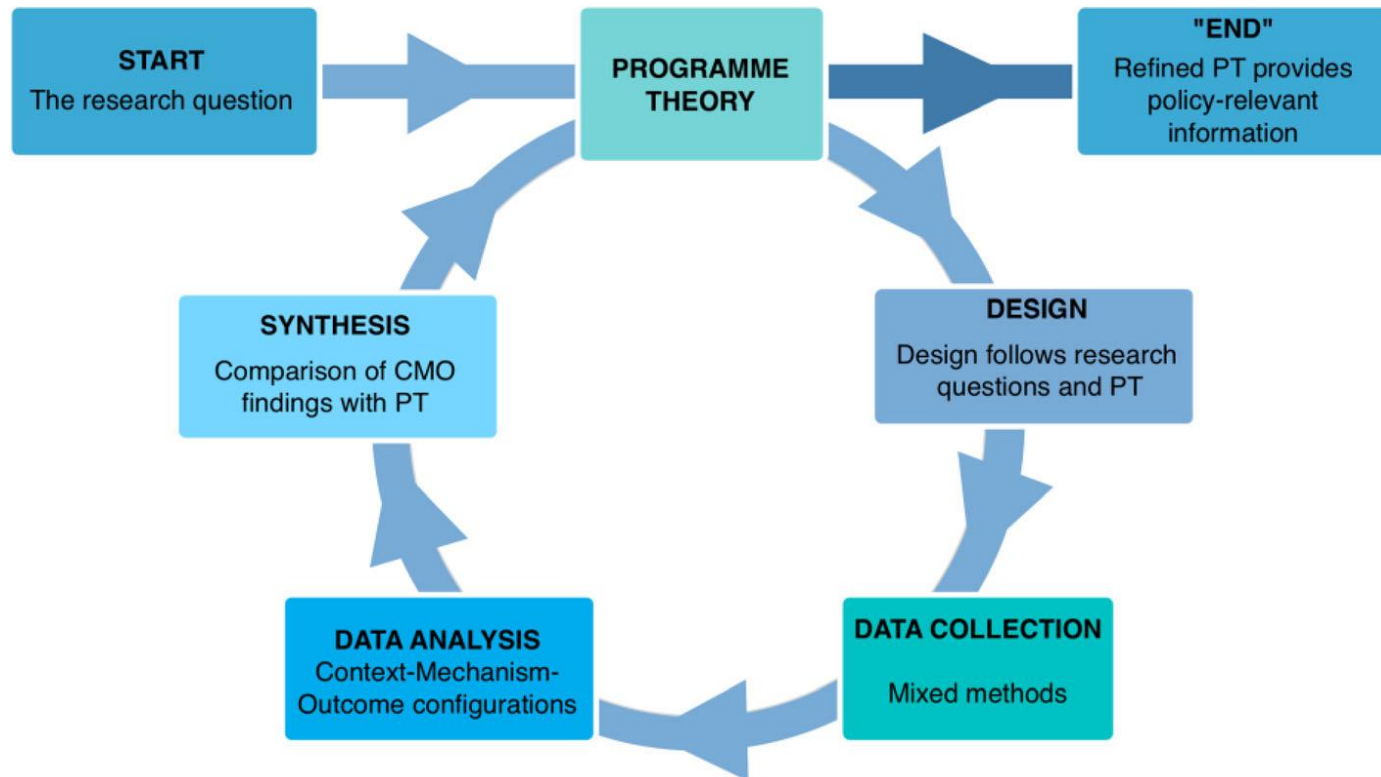 START
The research question
PROGRAMME
THEORY
"END"
Refined PT provides
policy-relevant
information
SYNTHESIS
Comparison of CMO
findings with PT
DESIGN
Design follows research
questions and PT
DATA ANALYSIS
Context-Mechanism-
Outcome configurations
DATA COLLECTION
Mixed methods